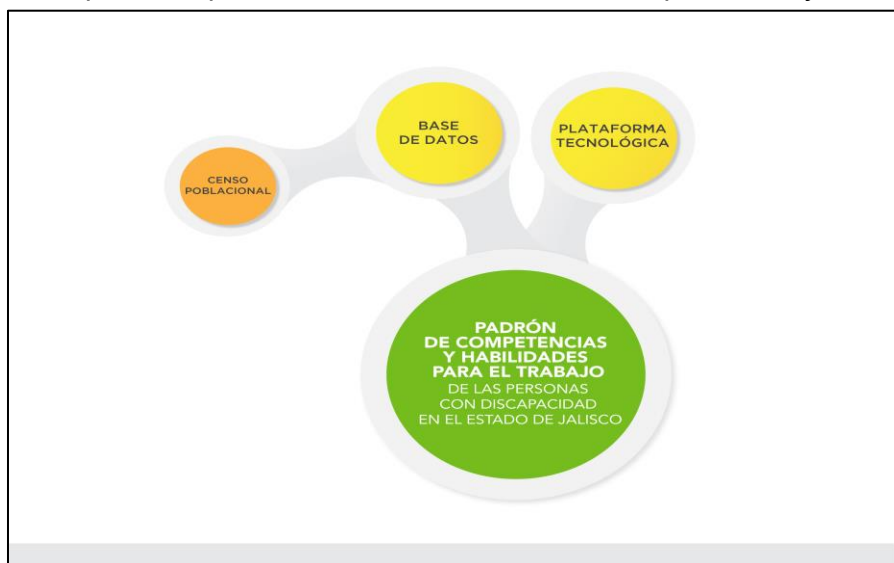 BASE
DE DATOS
PLATAFORMA
TECNOLÓGICA
CENSO
POBLACIONAL
PADRÓN
DE COMPETENCIAS
Y HABILIDADES
PARA EL TRABAJO
DE LAS PERSONAS
CON DISCAPACIDAD
EN EL ESTADO DE JALISCO